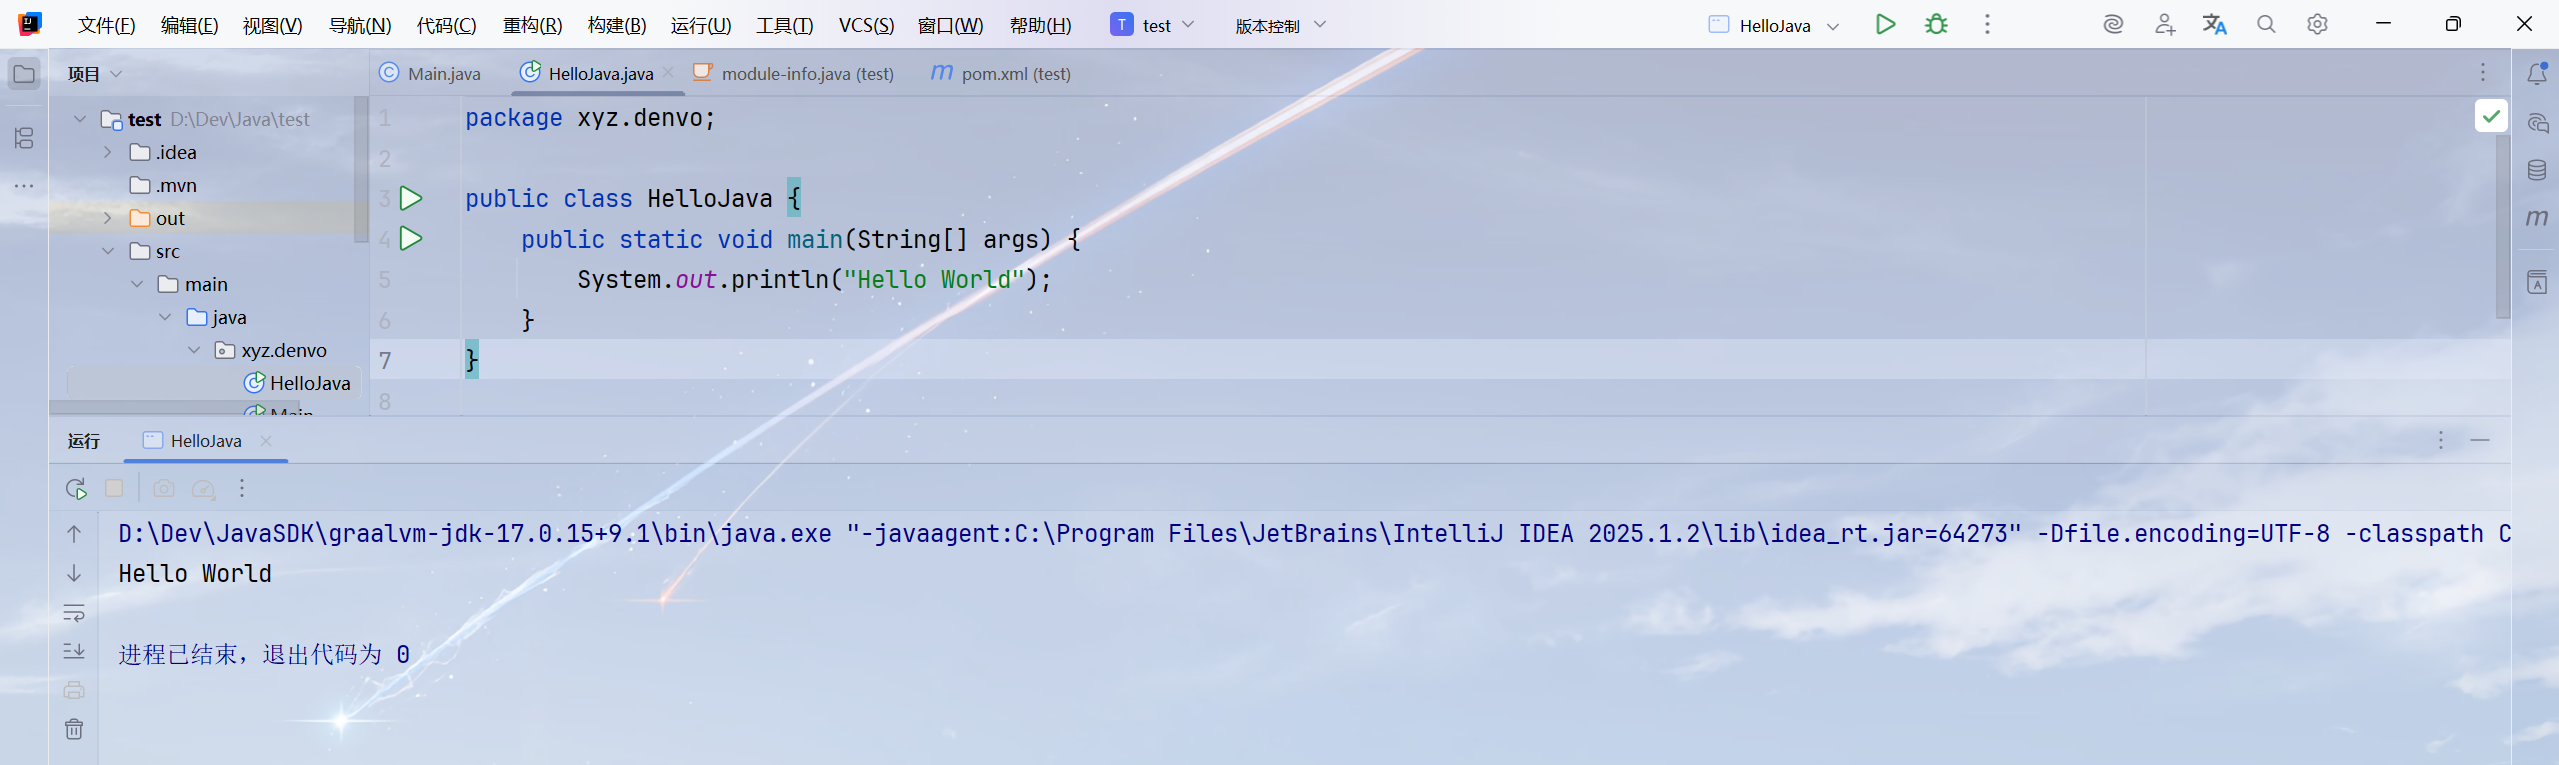 文件(F) 编辑(E) 视图(V) 导航(N) 代码(C) 重构(R) 构建(B) 运行(U) 工具(T) VCS(S) 窗口(W) 帮助(H) T test 版本控制 HelloJava
项目
Main.java HelloJava.java module-info.java (test) pom.xml (test)
test D:\Dev\Java\test
.idea
.mvn
out
src
main
java
xyz.denvo
HelloJava
Main
1 package xyz.denvo;
2
3 public class HelloJava {
4 public static void main(String[] args) {
5 System.out.println("Hello World");
6 }
7 }
8
运行 HelloJava
D:\Dev\JavaSDK\graalvm-jdk-17.0.15+9.1\bin\java.exe "-javaagent:C:\Program Files\JetBrains\IntelliJ IDEA 2025.1.2\lib\idea_rt.jar=64273" -Dfile.encoding=UTF-8 -classpath C
Hello World
进程已结束，退出代码为 0